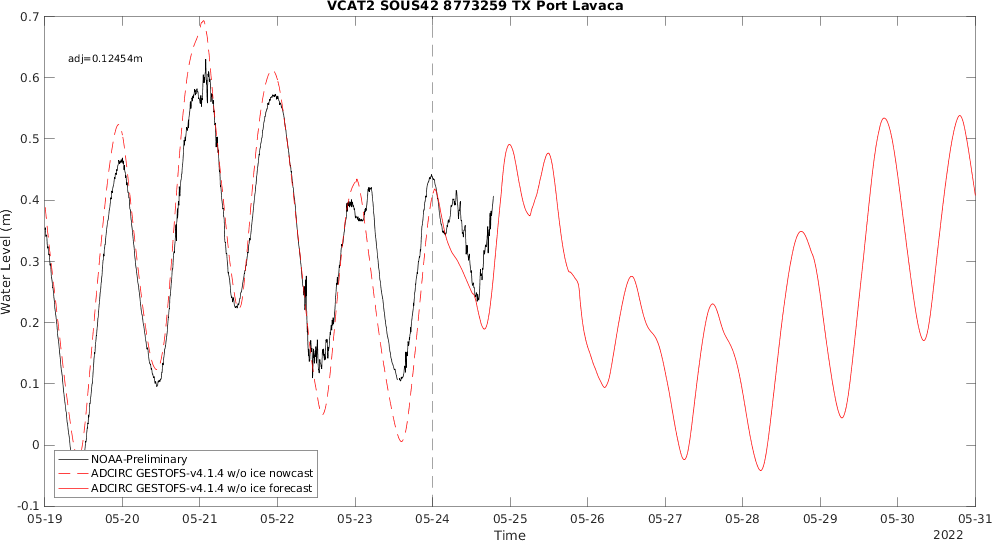 VCAT2 SOUS42 8773259 TX Port Lavaca
0.7
adj=0.12454m
0.6
0.5
0.4
0.3
0.2
0.1
0
-0.1
Water Level (m)
NOAA-Preliminary
ADCIRC GESTOFS-v4.1.4 w/o ice nowcast
ADCIRC GESTOFS-v4.1.4 w/o ice forecast
05-19 05-20 05-21 05-22 05-23 05-24 05-25 05-26 05-27 05-28 05-29 05-30 05-31
Time
2022